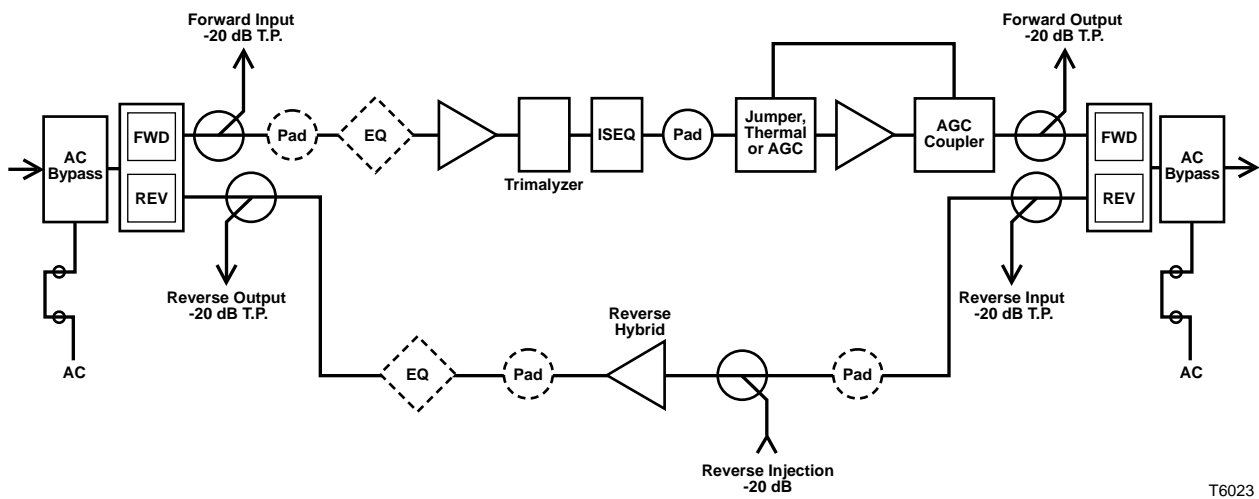 Forward Input
-20 dB T.P.
Forward Output
-20 dB T.P.
AC
Bypass
FWD
REV
Pad
EQ
Trimalyzer
ISEQ
Pad
Jumper,
Thermal
or AGC
AGC
Coupler
FWD
REV
AC
Bypass
Reverse Output
-20 dB T.P.
Reverse Input
-20 dB T.P.
AC
EQ
Pad
Reverse
Hybrid
Pad
AC
Reverse Injection
-20 dB
T6023